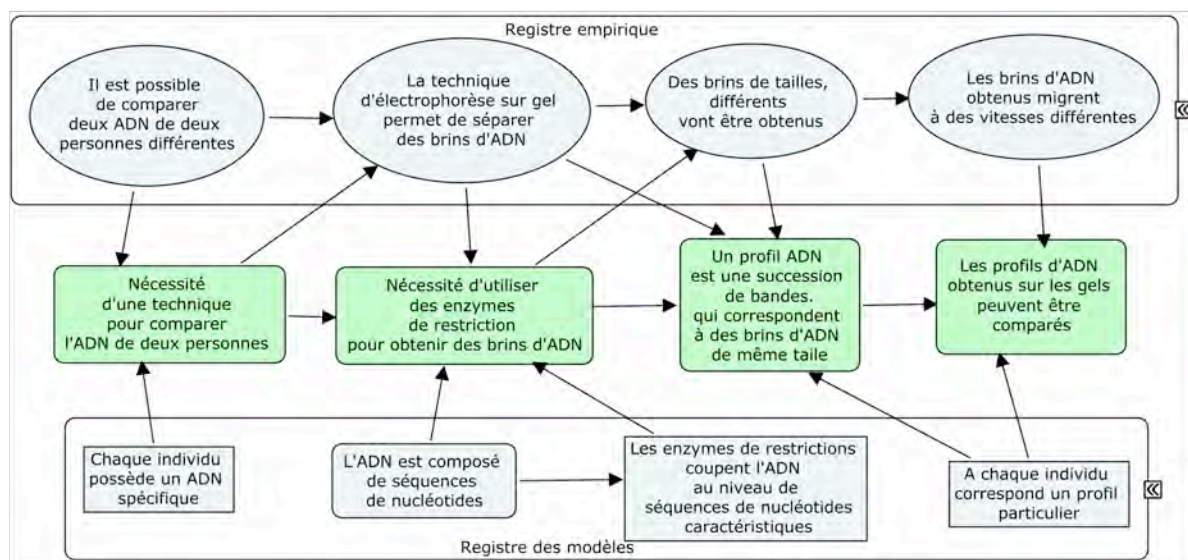 Registre empirique
Il est possible
de comparer
deux ADN de deux
personnes différentes
La technique
d'électrophorèse sur gel
permet de séparer
des brins d'ADN
Des brins de tailles,
différents
vont être obtenus
Les brins d'ADN
obtenus migrent
à des vitesses différentes
Nécessité
d'une technique
pour comparer
l'ADN de deux personnes
Nécessité d'utiliser
des enzymes
de restriction
pour obtenir des brins d'ADN
Un profil ADN
est une succession
de bandes.
qui correspondent
à des brins d'ADN
de même taile
Les profils d'ADN
obtenus sur les gels
peuvent être
comparés
Chaque individu
possède un ADN
spécifique
L'ADN est composé
de séquences
de nucléotides
Les enzymes de restrictions
coupent l'ADN
au niveau de
séquences de nucléotides
caractéristiques
A chaque individu
correspond un profil
particulier
Registre des modèles